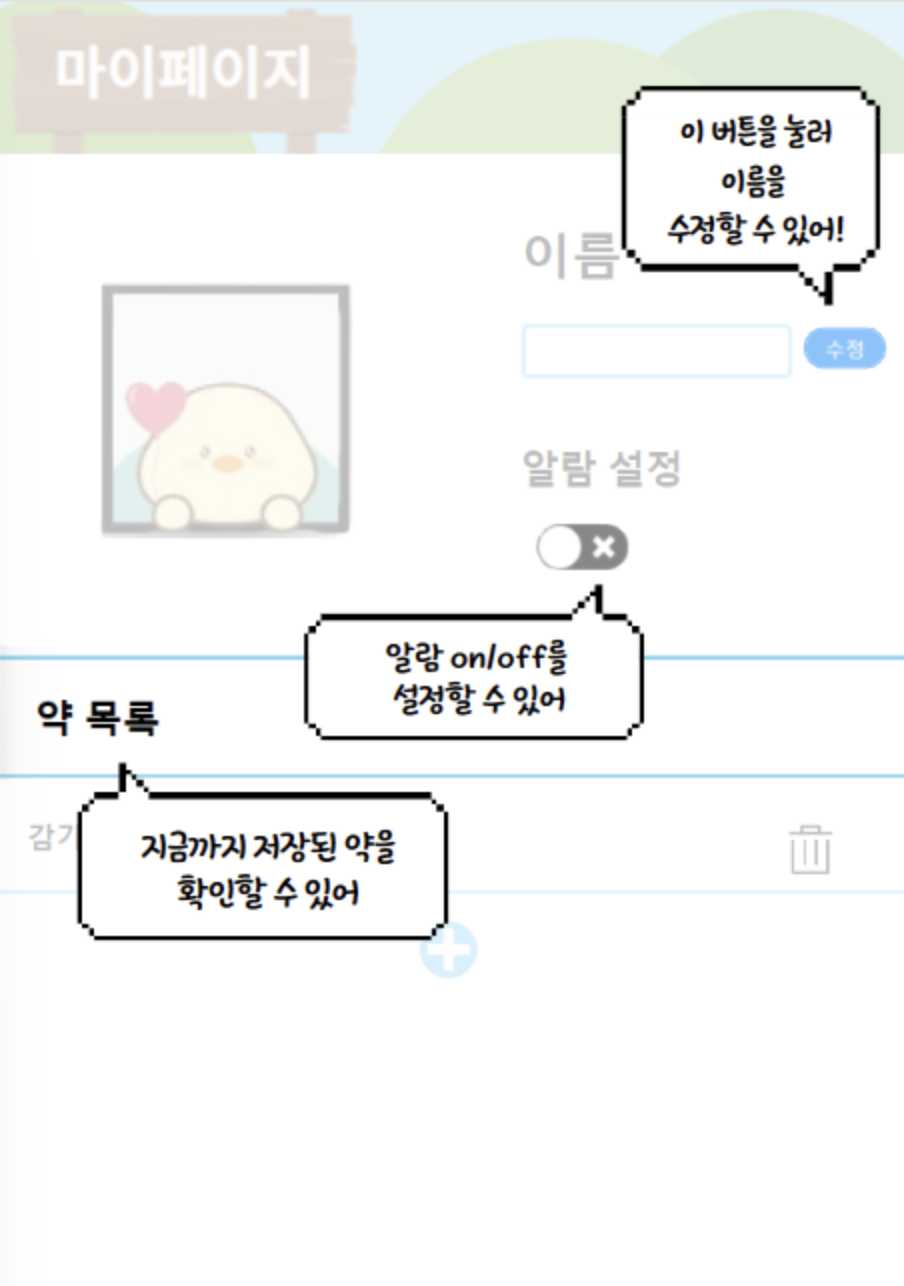 마이페이지
이 버튼을 눌러
이름을
수정할 수 있어!
이름
수정
알람 설정
알람 on/off를
설정할 수 있어
약 목록
지금까지 저장된 약을
확인할 수 있어